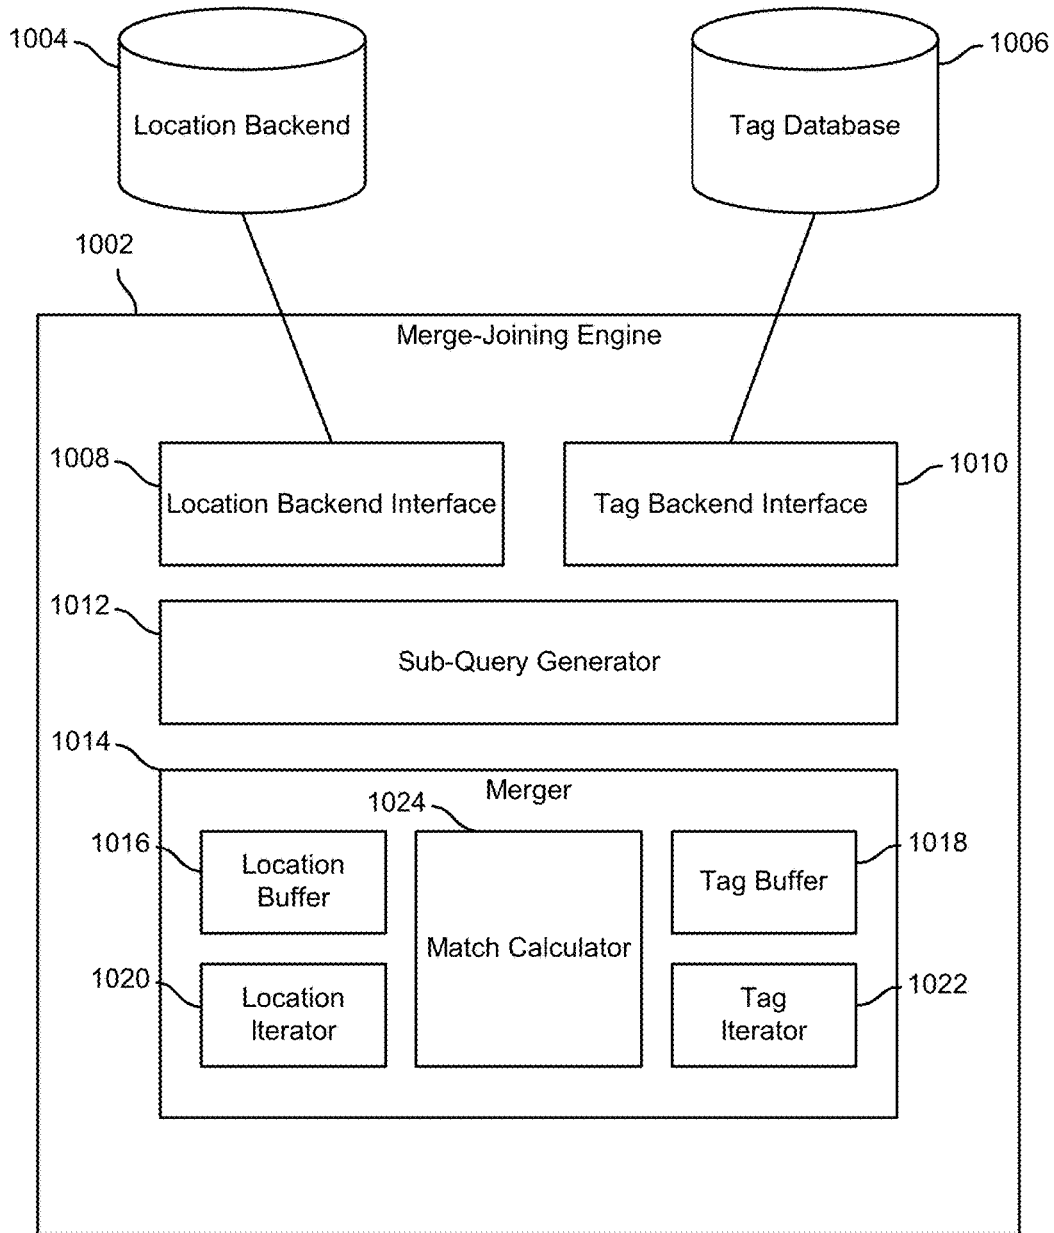 1004
1006
Location Backend
Tag Database
1002
Merge-Joining Engine
1008
1010
Location Backend Interface
Tag Backend Interface
1012
Sub-Query Generator
1014
Merger
1024
1016
1018
Location
Buffer
Tag Buffer
Match Calculator
1020
1022
Location
Iterator
Tag
Iterator